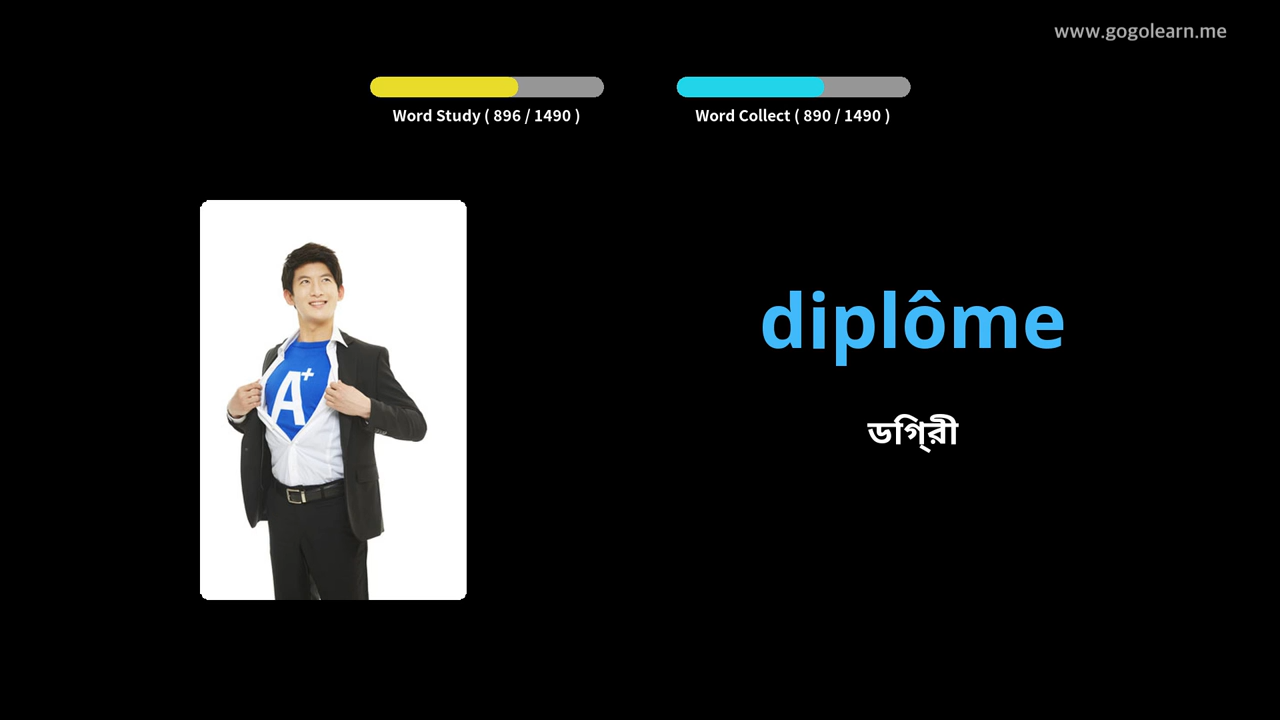 www.gogolearn.me
Word Study ( 896 / 1490 )
Word Collect ( 890 / 1490 )
A+
diplôme
ডিগ্রী